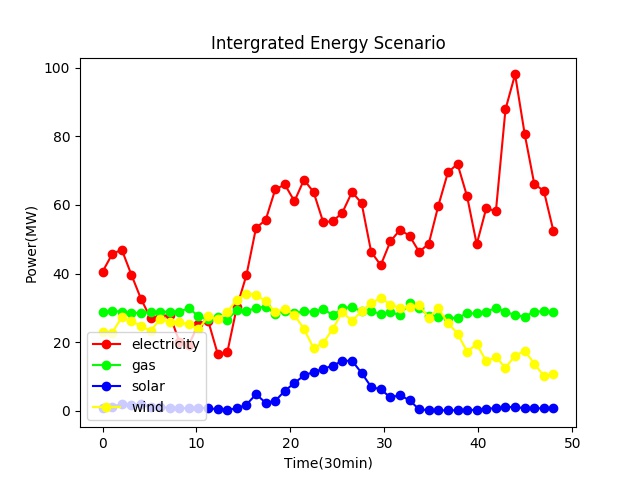 Intergrated Energy Scenario
Power(MW)
100
80
60
40
20
0
electricity
gas
solar
wind
0 10 20 30 40 50
Time(30min)